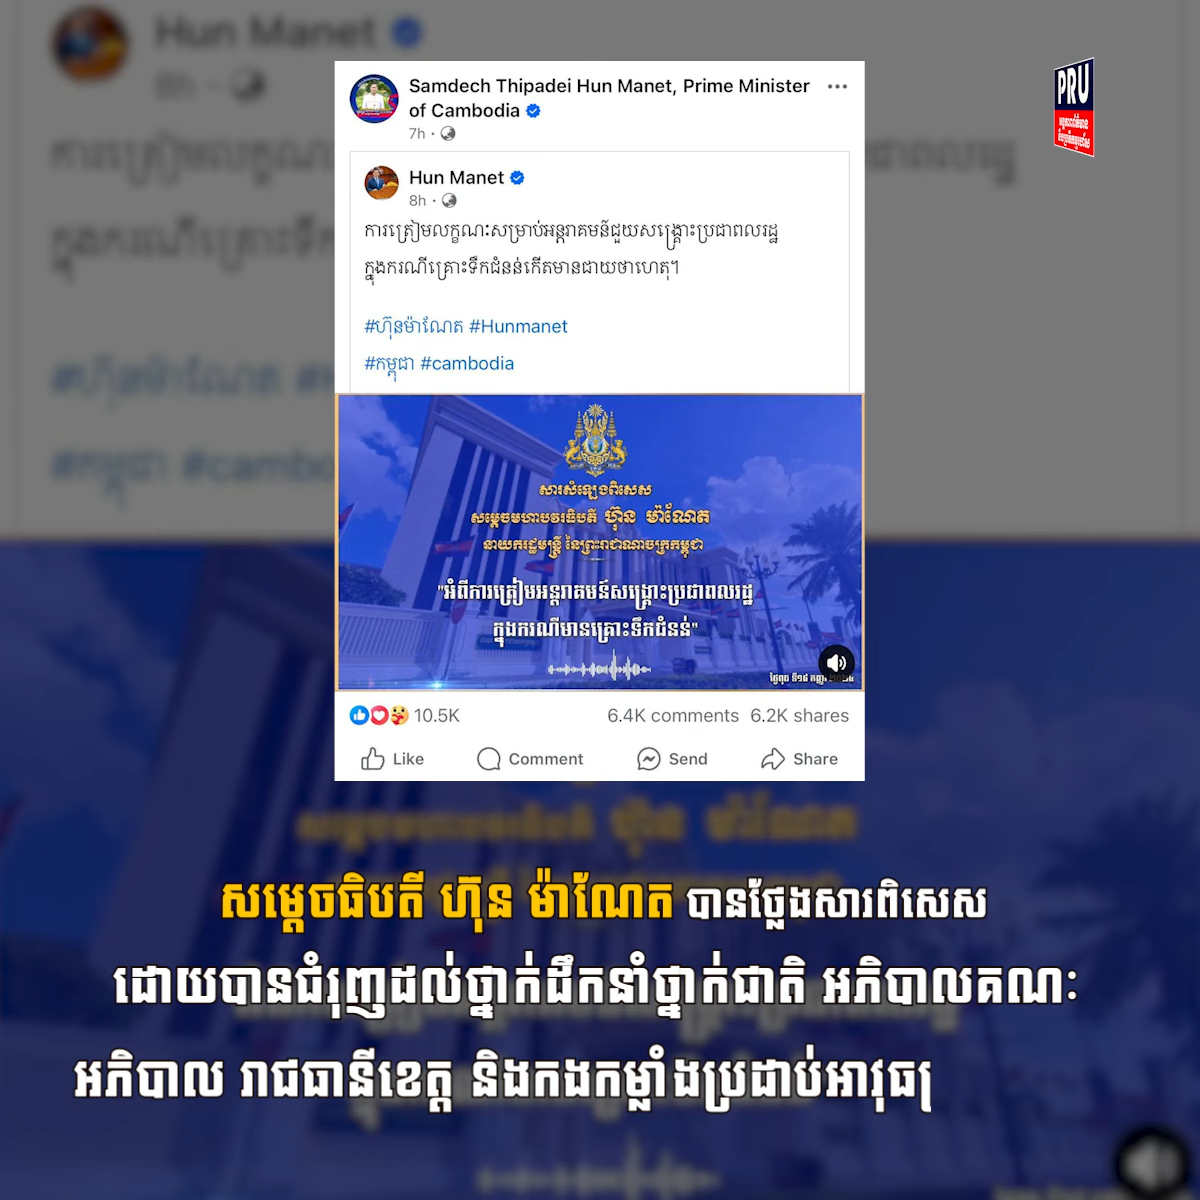 Hun Manet
8h
PRU
Samdech Thipadei Hun Manet, Prime Minister
of Cambodia
7h ·
Hun Manet
8h ·
ការត្រៀមលក្ខណៈសម្រាប់អន្តរាគមន៍ជួយសង្គ្រោះប្រជាពលរដ្ឋ
ក្នុងករណីគ្រោះទឹកជំនន់កើតមានជាយថាហេតុ។
#ហ៊ុនម៉ាណែត #Hunmanet
#កម្ពុជា #cambodia
សារសំឡេងពិសេស
សម្តេចមហាបវរធិបតី ហ៊ុន ម៉ាណែត
នាយករដ្ឋមន្ត្រី នៃព្រះរាជាណាចក្រកម្ពុជា
"អំពីការត្រៀមអន្តរាគមន៍សង្គ្រោះប្រជាពលរដ្ឋ
ក្នុងករណីមានគ្រោះទឹកជំនន់"
10.5K
6.4K comments 6.2K shares
Like Comment Send Share
សម្តេចធិបតី ហ៊ុន ម៉ាណែត បានថ្លែងសារពិសេស
ដោយបានជំរុញដល់ថ្នាក់ដឹកនាំថ្នាក់ជាតិ អភិបាលគណៈ
អភិបាល រាជធានីខេត្ត និងកងកម្លាំងប្រដាប់អាវុធ